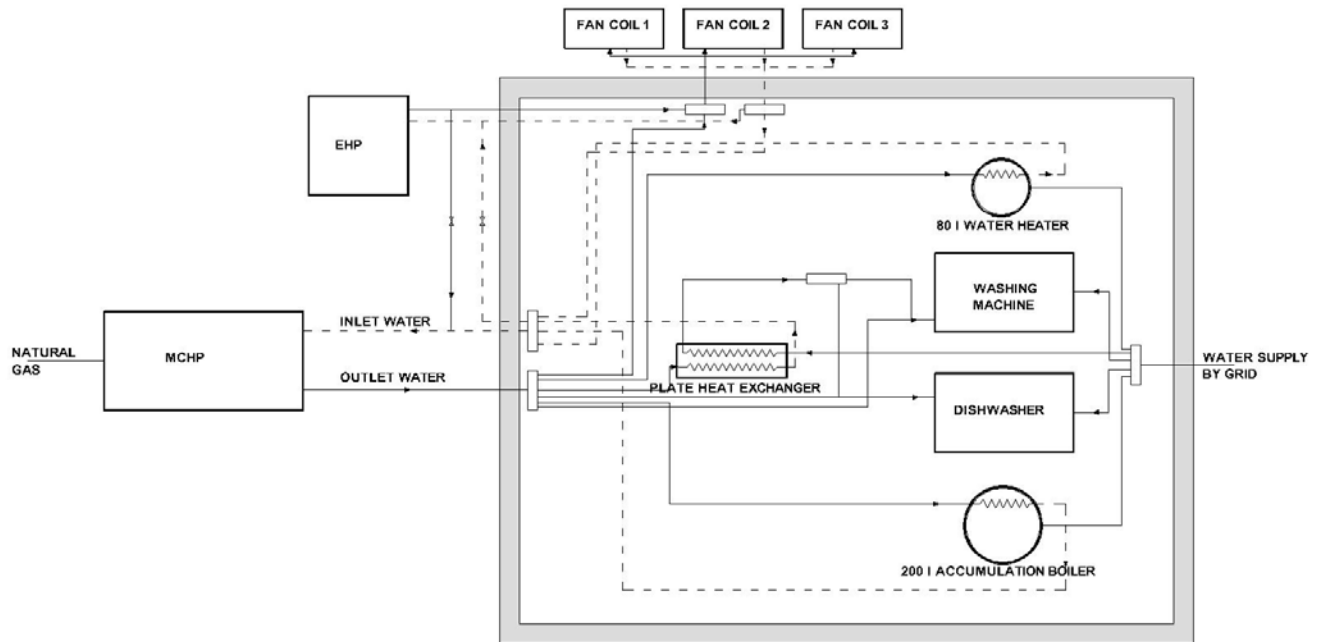 FAN COIL 1
FAN COIL 2
FAN COIL 3
EHP
80 l WATER HEATER
WASHING
MACHINE
INLET WATER
NATURAL
GAS
MCHP
WATER SUPPLY
BY GRID
OUTLET WATER
PLATE HEAT EXCHANGER
DISHWASHER
200 l ACCUMULATION BOILER